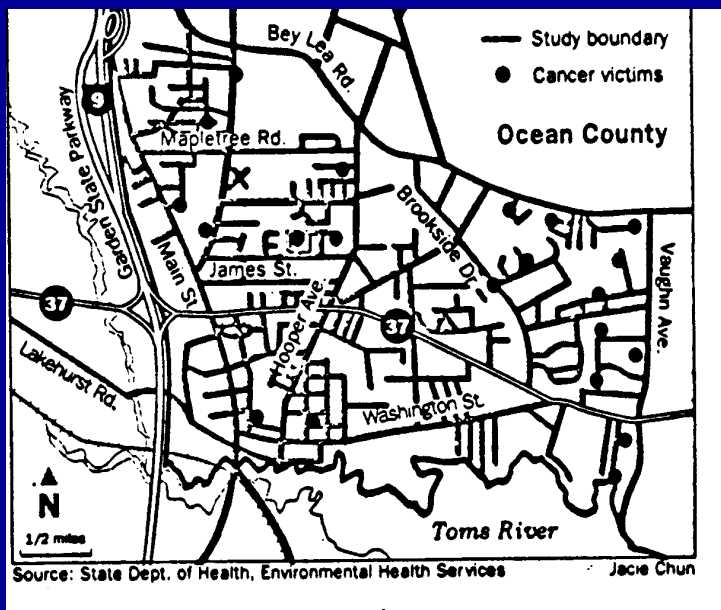 Bey Lea Rd.
Study boundary
Cancer victims
Ocean County
9
Garden State Parkway
Mapletree Rd.
Brookside Dr.
Main St.
James St.
Vaughn Ave.
37
Hooper Ave.
37
Lakehurst Rd.
Washington St.
N
1/2 miles
Toms River
Source: State Dept. of Health, Environmental Health Services
Jacie Chun